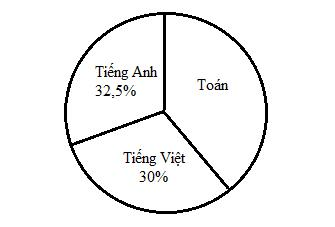 Tiếng Anh
32,5%
Toán
Tiếng Việt
30%